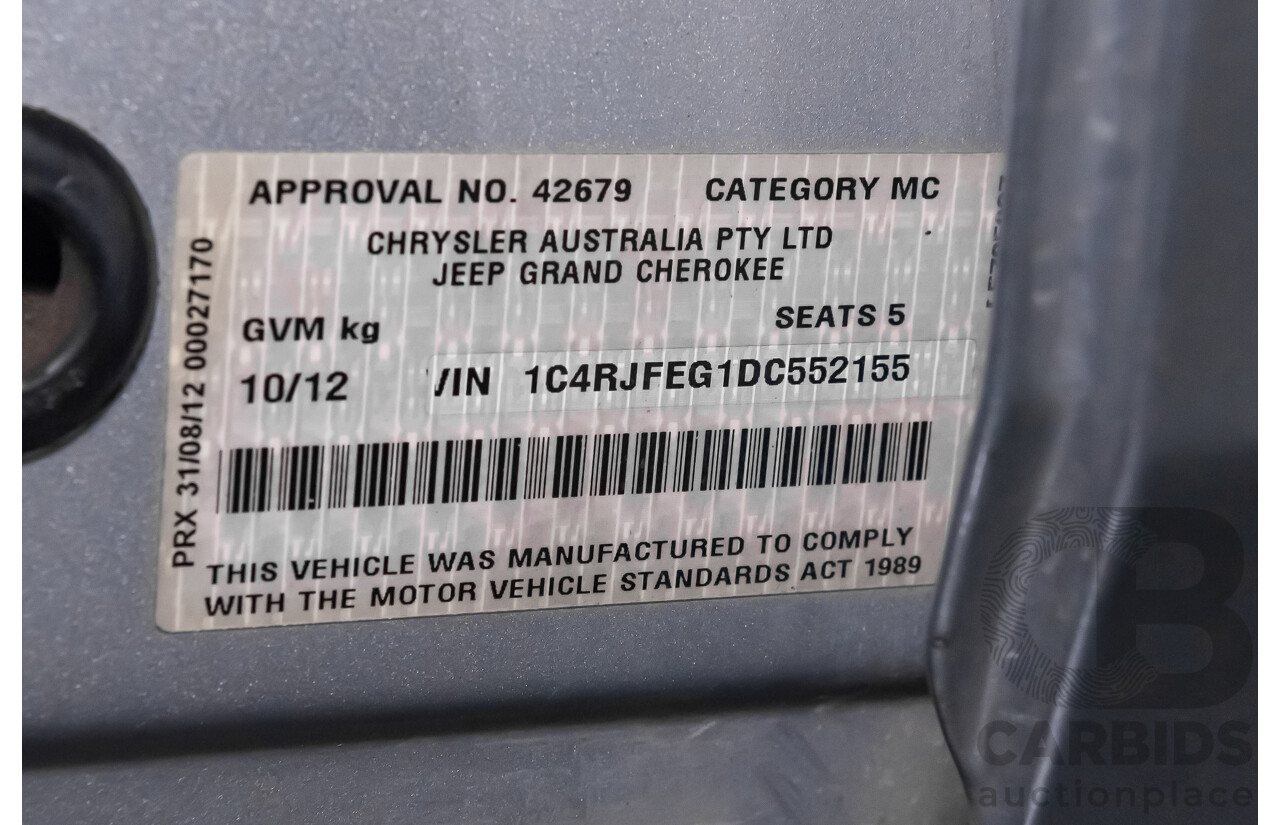 APPROVAL NO. 42679 CATEGORY MC
CHRYSLER AUSTRALIA PTY LTD
JEEP GRAND CHEROKEE
GVM kg SEATS 5
10/12 VIN 1C4RJFEG1DC552155
THIS VEHICLE WAS MANUFACTURED TO COMPLY
WITH THE MOTOR VEHICLE STANDARDS ACT 1989
PRX 31/08/12 00027170
CB
CARBIDS
auctionplace